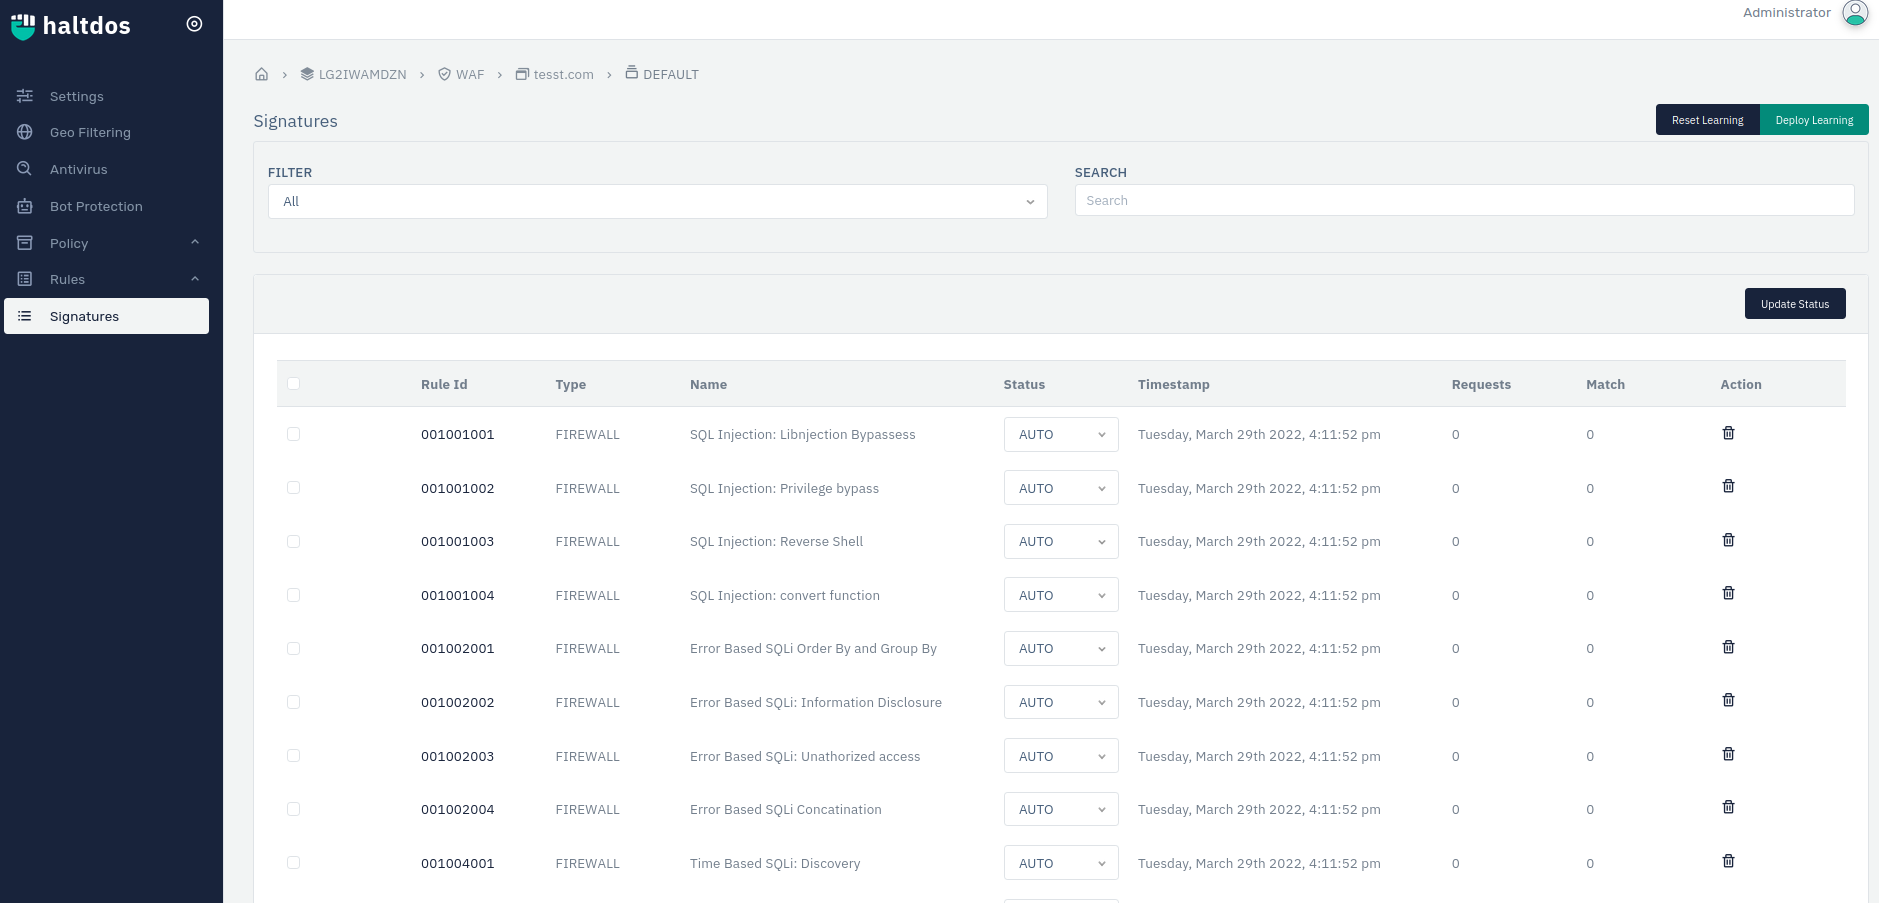 haltdos
Administrator
Settings
Geo Filtering
Antivirus
Bot Protection
Policy
Rules
Signatures
LG2IWAMDZN > WAF > tesst.com > DEFAULT
Signatures
Reset Learning Deploy Learning
FILTER SEARCH
All Search
Update Status
Rule Id Type Name Status Timestamp Requests Match Action
001001001 FIREWALL SQL Injection: Libnjection Bypassess AUTO Tuesday, March 29th 2022, 4:11:52 pm 0 0
001001002 FIREWALL SQL Injection: Privilege bypass AUTO Tuesday, March 29th 2022, 4:11:52 pm 0 0
001001003 FIREWALL SQL Injection: Reverse Shell AUTO Tuesday, March 29th 2022, 4:11:52 pm 0 0
001001004 FIREWALL SQL Injection: convert function AUTO Tuesday, March 29th 2022, 4:11:52 pm 0 0
001002001 FIREWALL Error Based SQLi Order By and Group By AUTO Tuesday, March 29th 2022, 4:11:52 pm 0 0
001002002 FIREWALL Error Based SQLi: Information Disclosure AUTO Tuesday, March 29th 2022, 4:11:52 pm 0 0
001002003 FIREWALL Error Based SQLi: Unathorized access AUTO Tuesday, March 29th 2022, 4:11:52 pm 0 0
001002004 FIREWALL Error Based SQLi Concatination AUTO Tuesday, March 29th 2022, 4:11:52 pm 0 0
001004001 FIREWALL Time Based SQLi: Discovery AUTO Tuesday, March 29th 2022, 4:11:52 pm 0 0